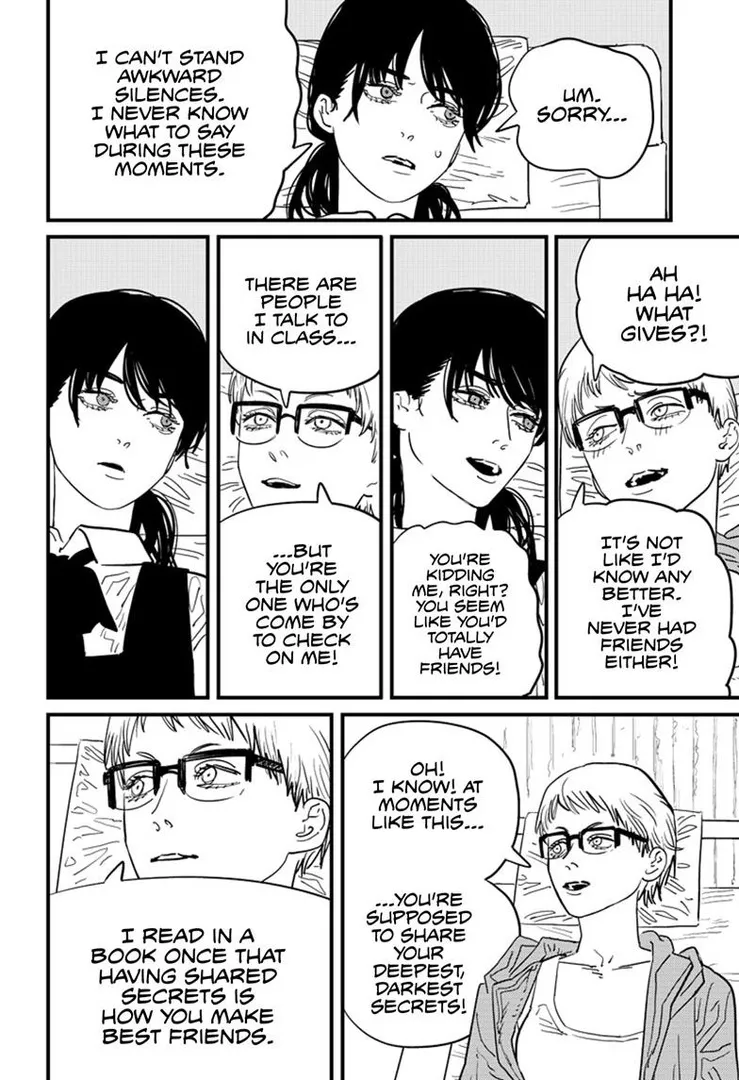 UM.
SORRY...
I CAN'T STAND
AWKWARD
SILENCES.
I NEVER KNOW
WHAT TO SAY
DURING THESE
MOMENTS.
AH
HA HA!
WHAT
GIVES?!
IT'S NOT
LIKE I'D
KNOW ANY
BETTER.
I'VE
NEVER HAD
FRIENDS
EITHER!
YOU'RE
KIDDING
ME, RIGHT?
YOU SEEM
LIKE YOU'D
TOTALLY
HAVE
FRIENDS!
THERE ARE
PEOPLE
I TALK TO
IN CLASS...
...BUT
YOU'RE
THE ONLY
ONE WHO'S
COME BY
TO CHECK
ON ME!
OH!
I KNOW! AT
MOMENTS
LIKE THIS...
...YOU'RE
SUPPOSED
TO SHARE
YOUR
DEEPEST,
DARKEST
SECRETS!
I READ IN A
BOOK ONCE THAT
HAVING SHARED
SECRETS IS
HOW YOU MAKE
BEST FRIENDS.